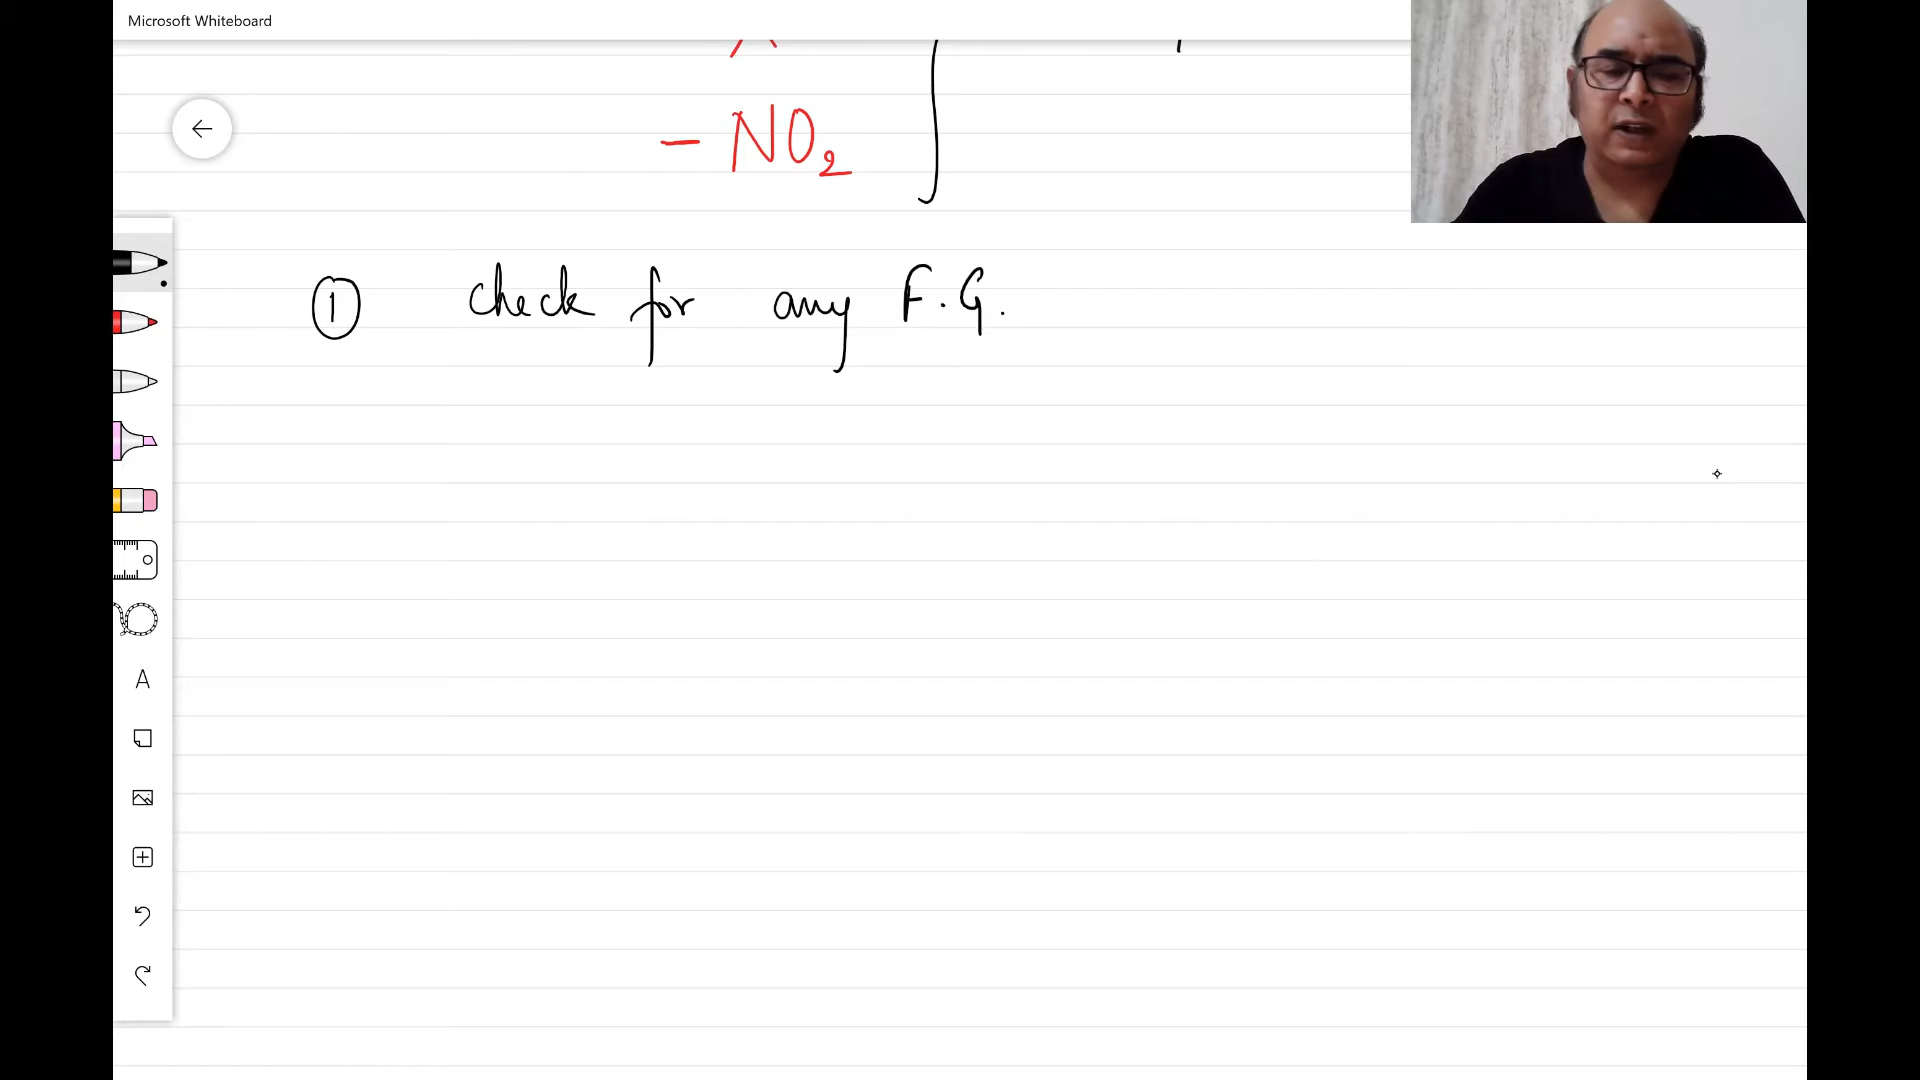 Microsoft Whiteboard
- NO₂
① check for any F.G.
A